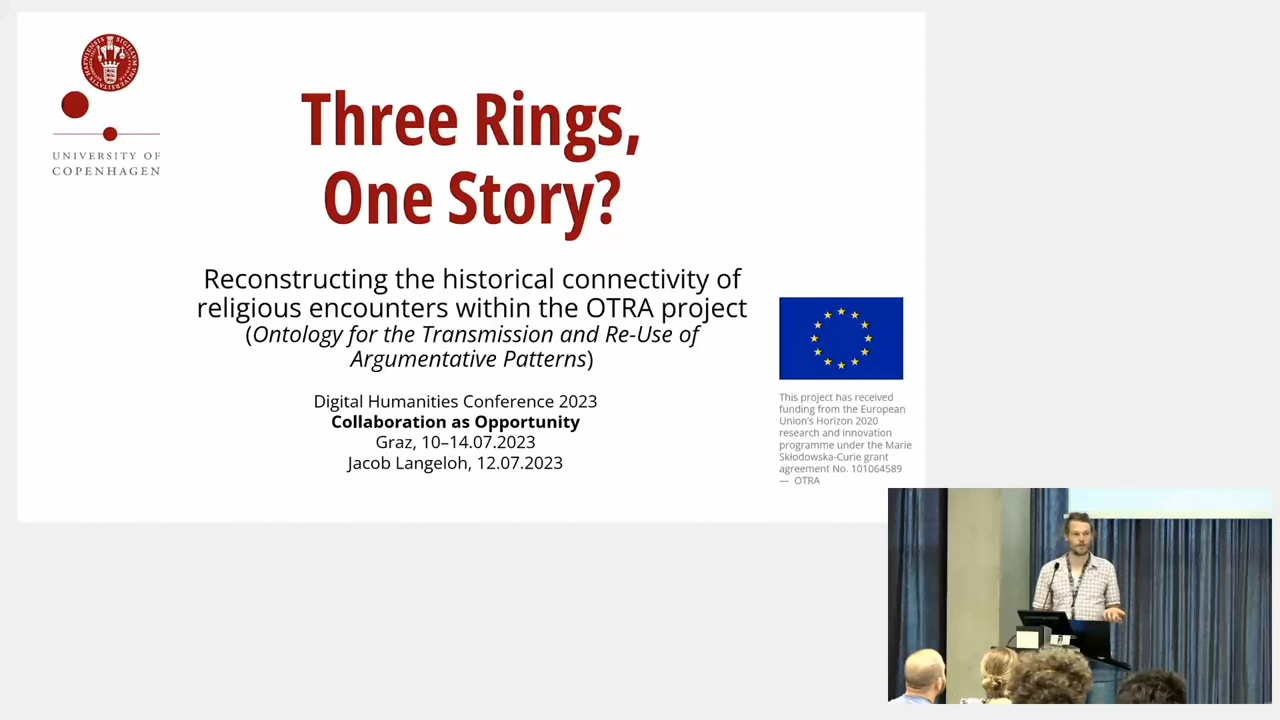 UNIVERSITY OF
COPENHAGEN
Three Rings,
One Story?
Reconstructing the historical connectivity of
religious encounters within the OTRA project
(Ontology for the Transmission and Re-Use of
Argumentative Patterns)
Digital Humanities Conference 2023
Collaboration as Opportunity
Graz, 10–14.07.2023
Jacob Langeloh, 12.07.2023
This project has received
funding from the European
Union's Horizon 2020
research and innovation
programme under the Marie
Skłodowska-Curie grant
agreement No. 101064589
— OTRA